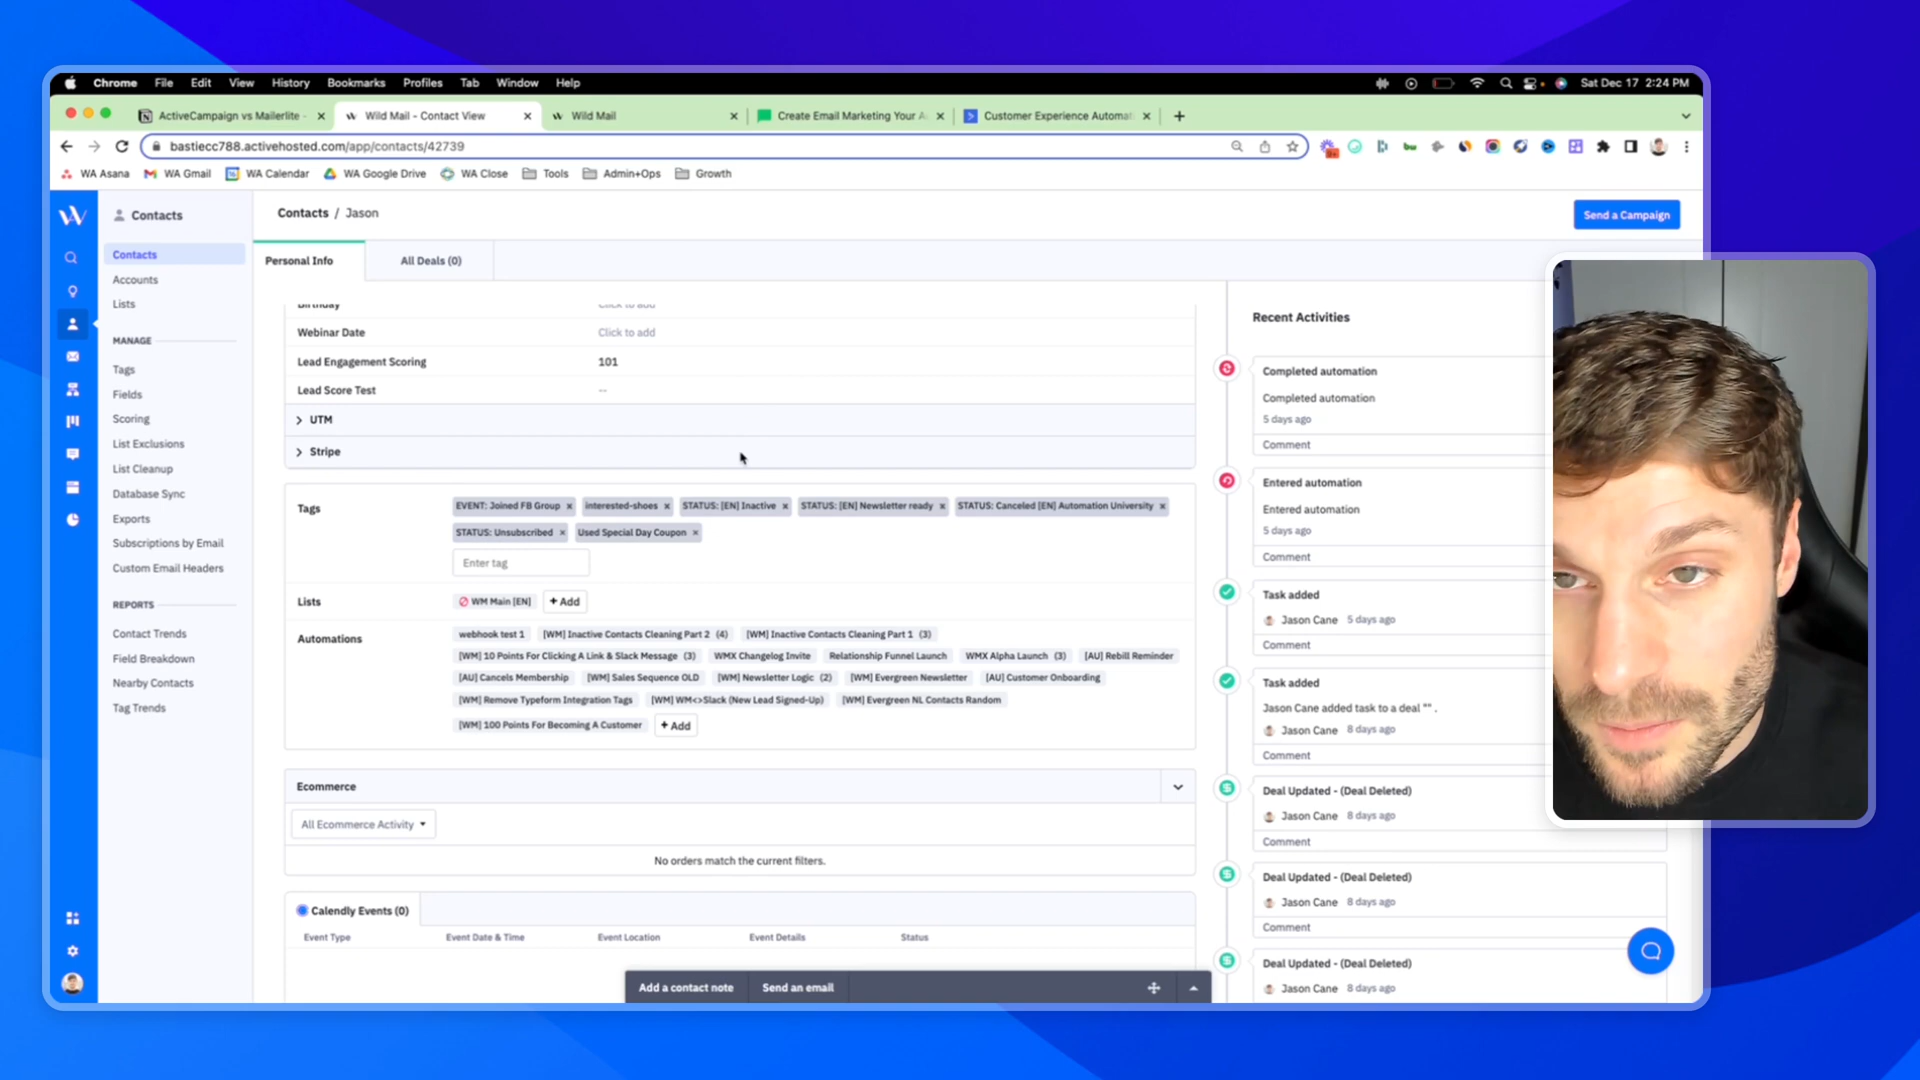 Chrome File Edit View History Bookmarks Profiles Tab Window Help Sat Dec 17 2:24 PM
ActiveCampaign vs Mailerlite - Wild Mail - Contact View Wild Mail Create Email Marketing Your A Customer Experience Automat
bastiecc788.activehosted.com/app/contacts/42739
WA Asana WA Gmail WA Calendar WA Google Drive WA Close Tools Admin+Ops Growth
Contacts
Contacts
Accounts
Lists
MANAGE
Tags
Fields
Scoring
List Exclusions
List Cleanup
Database Sync
Exports
Subscriptions by Email
Custom Email Headers
REPORTS
Contact Trends
Field Breakdown
Nearby Contacts
Tag Trends
Contacts / Jason
Send a Campaign
Personal Info All Deals (0)
Birthday Click to add
Webinar Date Click to add
Lead Engagement Scoring 101
Lead Score Test --
UTM
Stripe
Tags
EVENT: Joined FB Group × interested-shoes × STATUS: [EN] Inactive × STATUS: [EN] Newsletter ready × STATUS: Canceled [EN] Automation University ×
STATUS: Unsubscribed × Used Special Day Coupon ×
Enter tag
Lists WM Main [EN] + Add
Automations
webhook test 1 [WM] Inactive Contacts Cleaning Part 2 (4) [WM] Inactive Contacts Cleaning Part 1 (3)
[WM] 10 Points For Clicking A Link & Slack Message (3) WMX Changelog Invite Relationship Funnel Launch WMX Alpha Launch (3) [AU] Rebill Reminder
[AU] Cancels Membership [WM] Sales Sequence OLD [WM] Newsletter Logic (2) [WM] Evergreen Newsletter [AU] Customer Onboarding
[WM] Remove Typeform Integration Tags [WM] WM<>Slack (New Lead Signed-Up) [WM] Evergreen NL Contacts Random
[WM] 100 Points For Becoming A Customer + Add
Ecommerce
All Ecommerce Activity
No orders match the current filters.
Calendly Events (0)
Event Type Event Date & Time Event Location Event Details Status
Add a contact note Send an email
Recent Activities
Completed automation
Completed automation
5 days ago
Comment
Entered automation
Entered automation
5 days ago
Comment
Task added
Jason Cane 5 days ago
Comment
Task added
Jason Cane added task to a deal "" .
Jason Cane 8 days ago
Comment
Deal Updated - (Deal Deleted)
Jason Cane 8 days ago
Comment
Deal Updated - (Deal Deleted)
Jason Cane 8 days ago
Comment
Deal Updated - (Deal Deleted)
Jason Cane 8 days ago